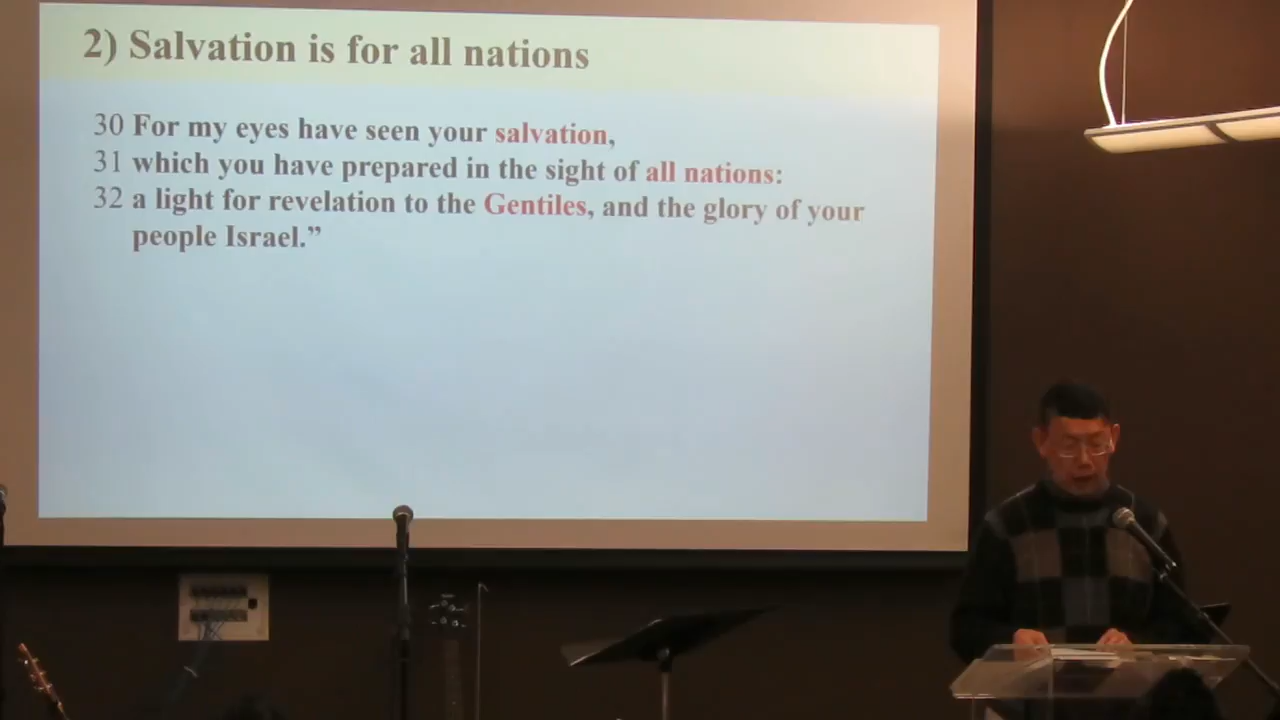 2) Salvation is for all nations
30 For my eyes have seen your salvation,
31 which you have prepared in the sight of all nations:
32 a light for revelation to the Gentiles, and the glory of your
people Israel.”